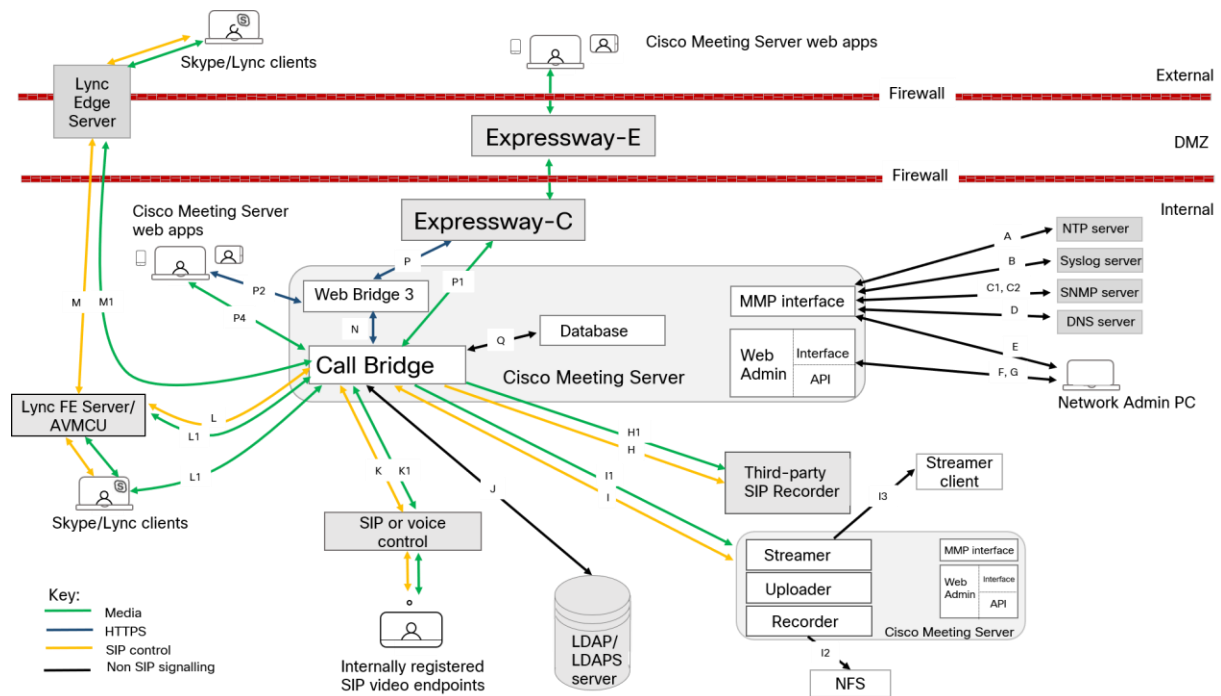 Skype/Lync clients
Cisco Meeting Server web apps
External
Firewall
Lync
Edge
Server
Expressway-E
DMZ
Firewall
Internal
Cisco Meeting Server
web apps
Expressway-C
P
P1
P2
P4
N
M
M1
Web Bridge 3
Call Bridge
Q
Database
Cisco Meeting Server
MMP interface
Web
Admin
Interface
API
A
B
C1, C2
D
E
F, G
NTP server
Syslog server
SNMP server
DNS server
Network Admin PC
Lync FE Server/
AVMCU
L
L1
L1
Skype/Lync clients
K
K1
J
H1
H
I1
I
I3
SIP or voice
control
Internally registered
SIP video endpoints
LDAP/
LDAPS
server
Third-party
SIP Recorder
Streamer
client
Streamer
Uploader
Recorder
MMP interface
Web
Admin
Interface
API
Cisco Meeting Server
I2
NFS
Key:
Media
HTTPS
SIP control
Non SIP signalling